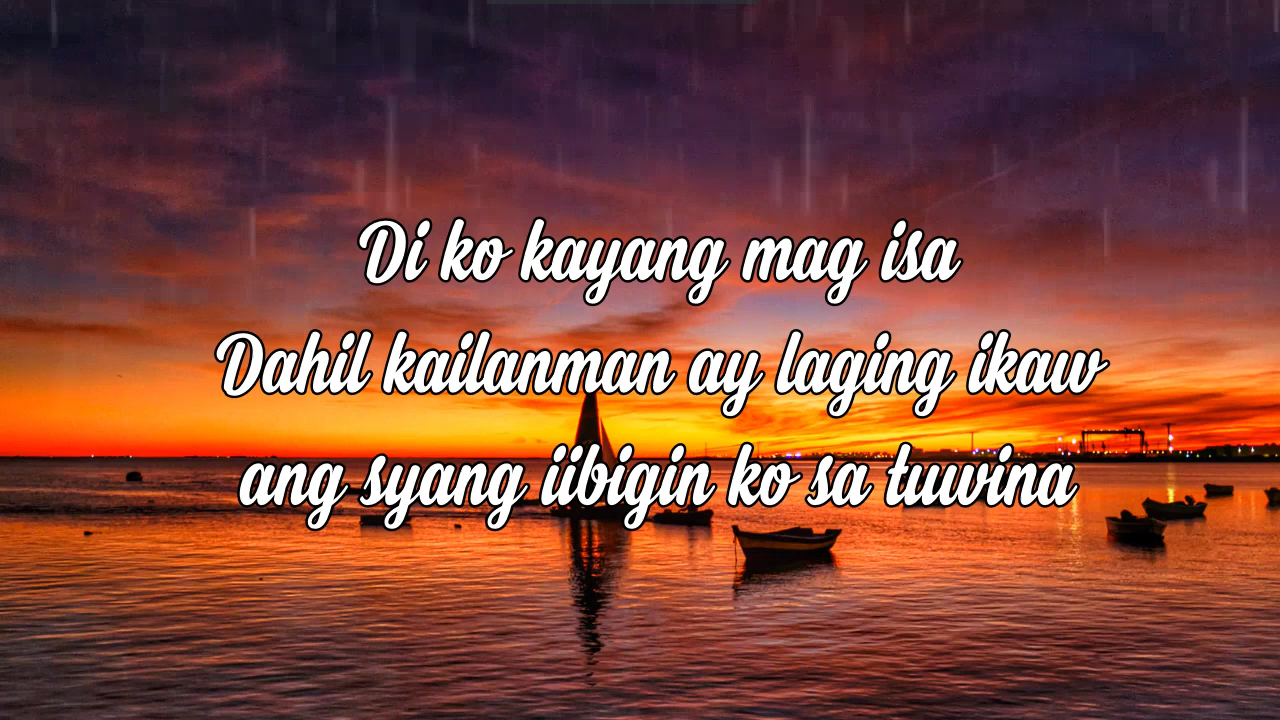 Di ko kayang mag isa
Dahil kailanman ay laging ikaw
ang syang iibigin ko sa tuwina